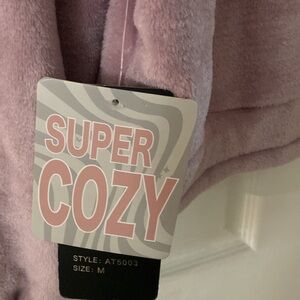 SUPER
COZY
STYLE: AT5003
SIZE: M